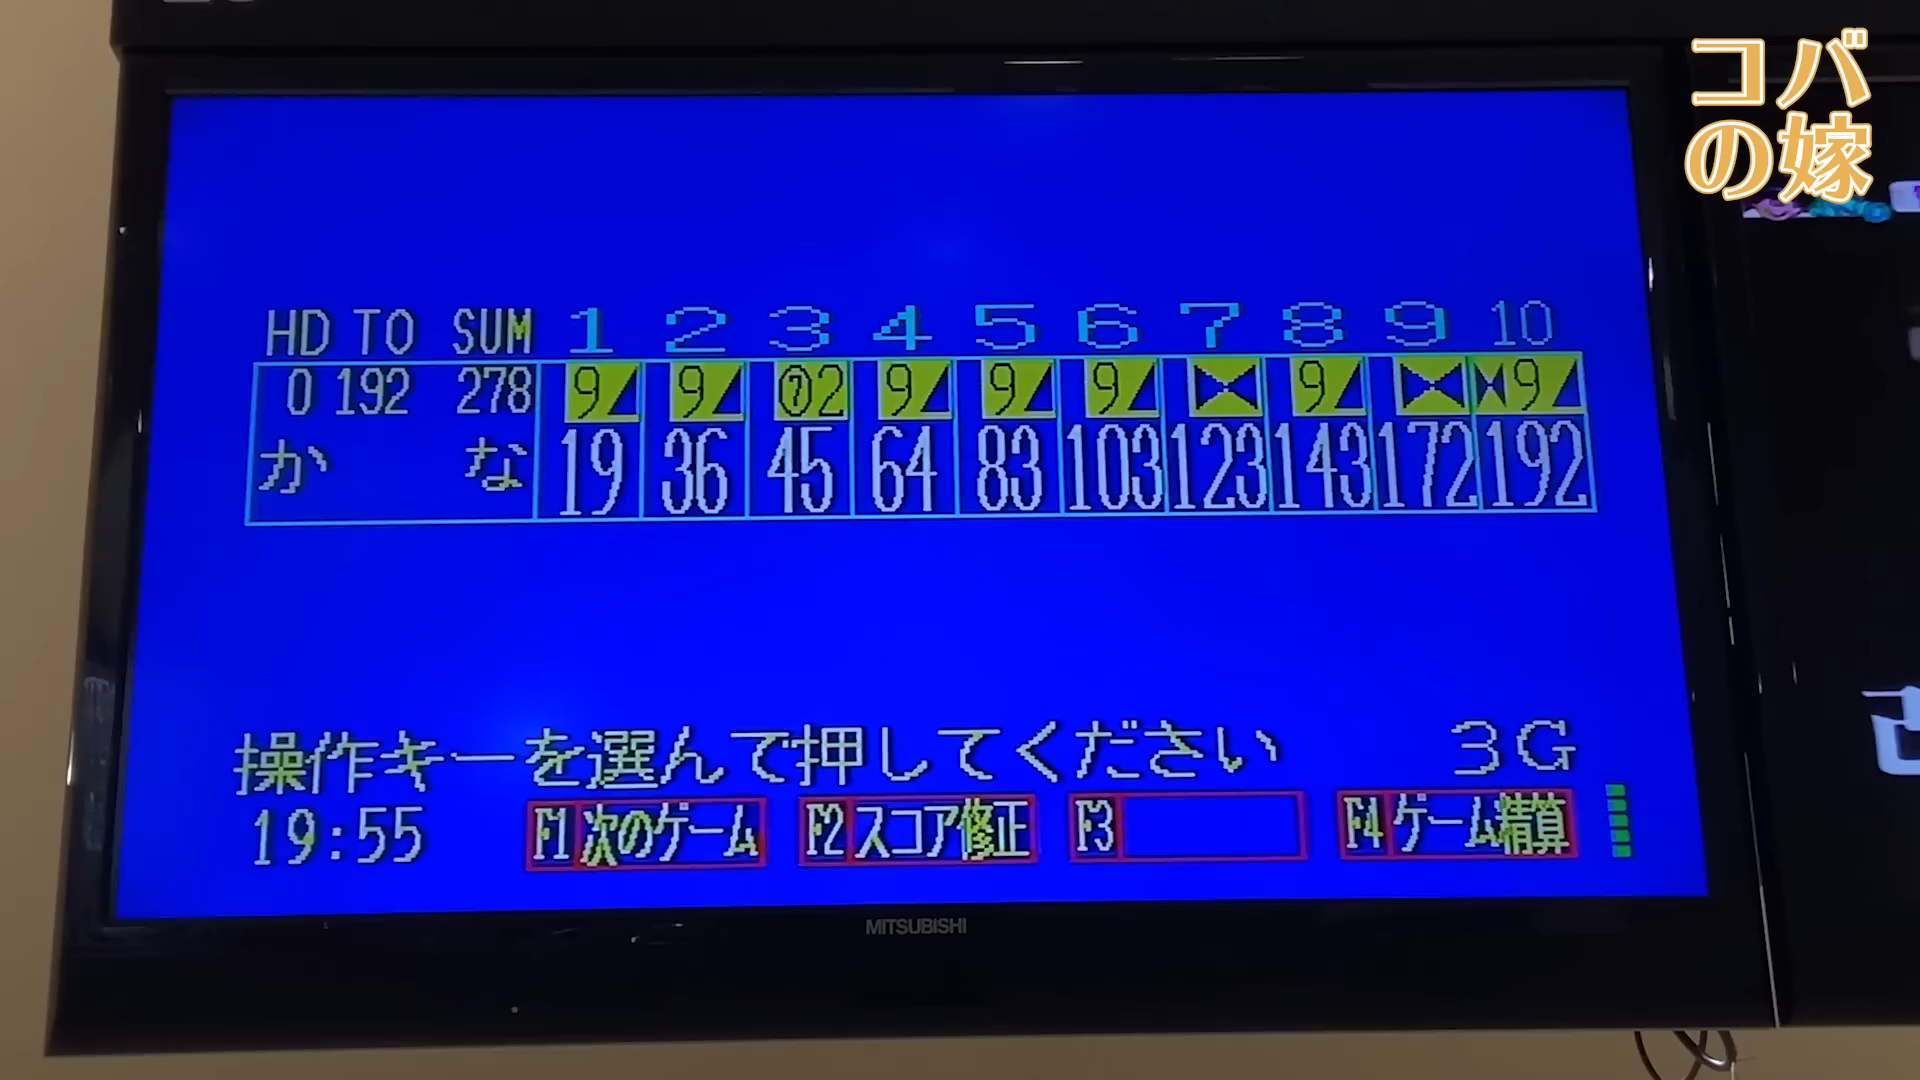 コバ
の嫁
HD TO SUM 1 2 3 4 5 6 7 8 9 10
0 192 278 9 9 ⑦2 9 9 9 9 9
かな 19 36 45 64 83 103 123 143 172 192
操作キーを選んで押してください 3G
19:55 F1 次のゲーム F2 スコア修正 F3 F4 ゲーム精算
MITSUBISHI